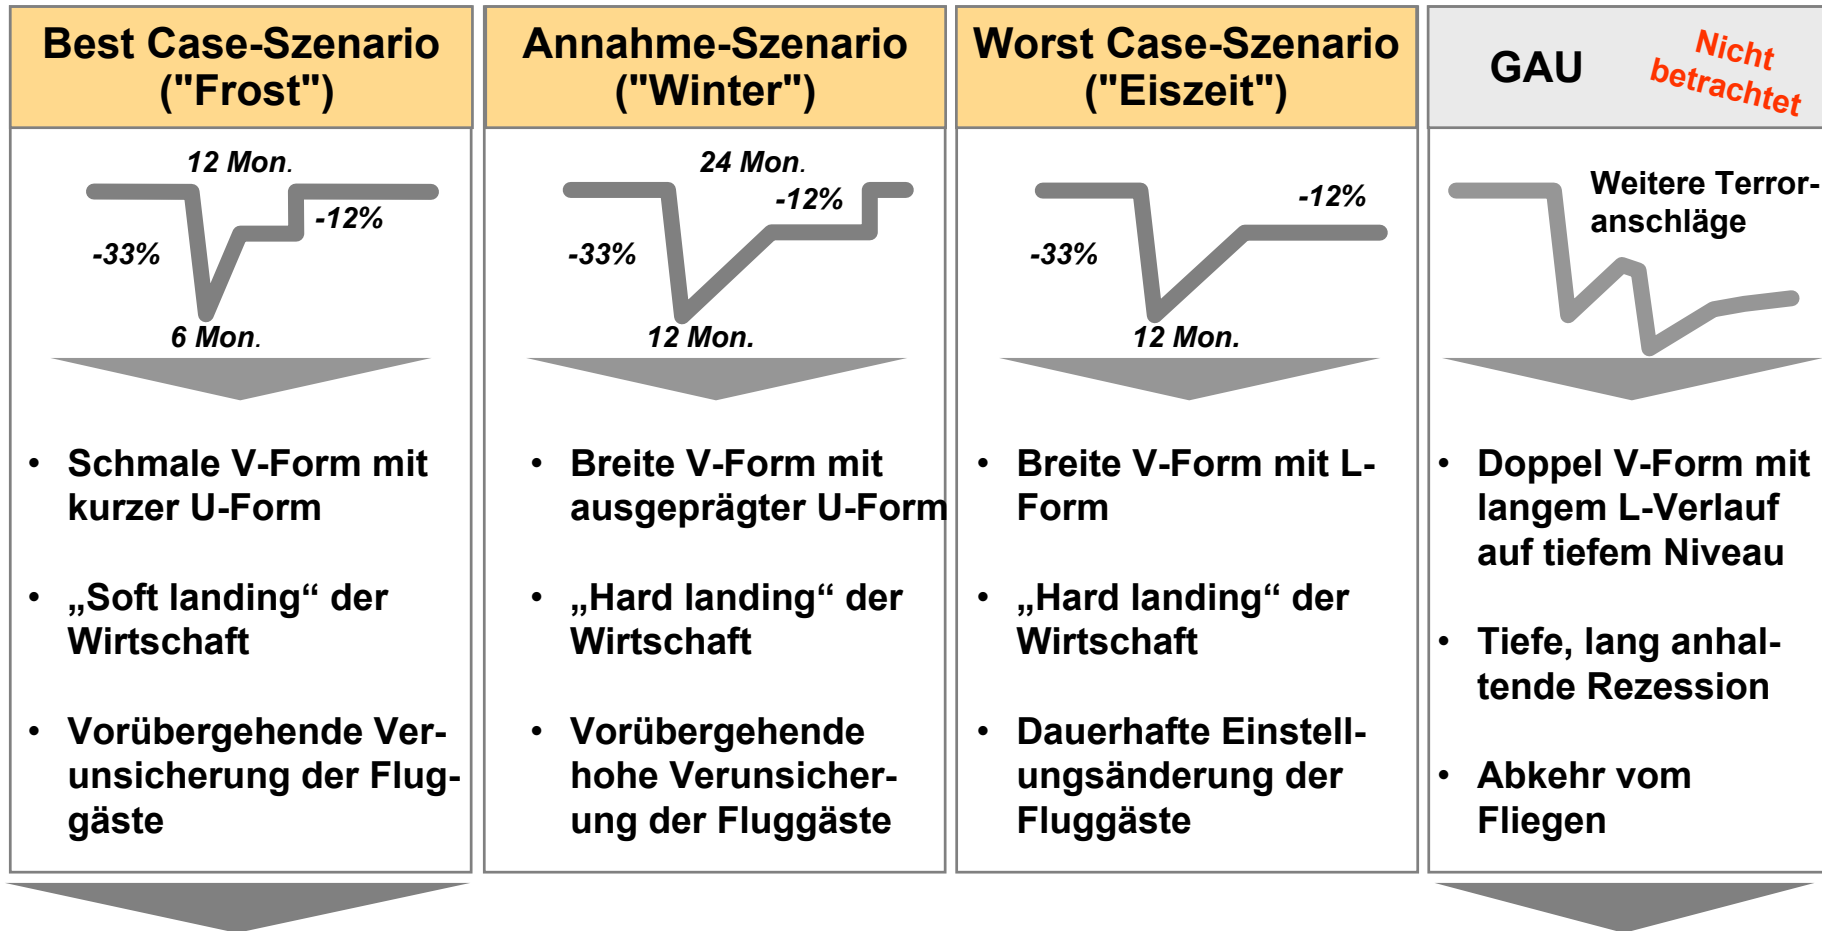 Best Case-Szenario
("Frost")
12 Mon.
-12%
-33%
6 Mon.
• Schmale V-Form mit
kurzer U-Form
• „Soft landing“ der
Wirtschaft
• Vorübergehende Ver-
unsicherung der Flug-
gäste
Annahme-Szenario
("Winter")
24 Mon.
-12%
-33%
12 Mon.
• Breite V-Form mit
ausgeprägter U-Form
• „Hard landing“ der
Wirtschaft
• Vorübergehende
hohe Verunsicher-
ung der Fluggäste
Worst Case-Szenario
("Eiszeit")
-12%
-33%
12 Mon.
• Breite V-Form mit L-
Form
• „Hard landing“ der
Wirtschaft
• Dauerhafte Einstell-
ungsänderung der
Fluggäste
GAU
Nicht
betrachtet
Weitere Terror-
anschläge
• Doppel V-Form mit
langem L-Verlauf
auf tiefem Niveau
• Tiefe, lang anhal-
tende Rezession
• Abkehr vom
Fliegen